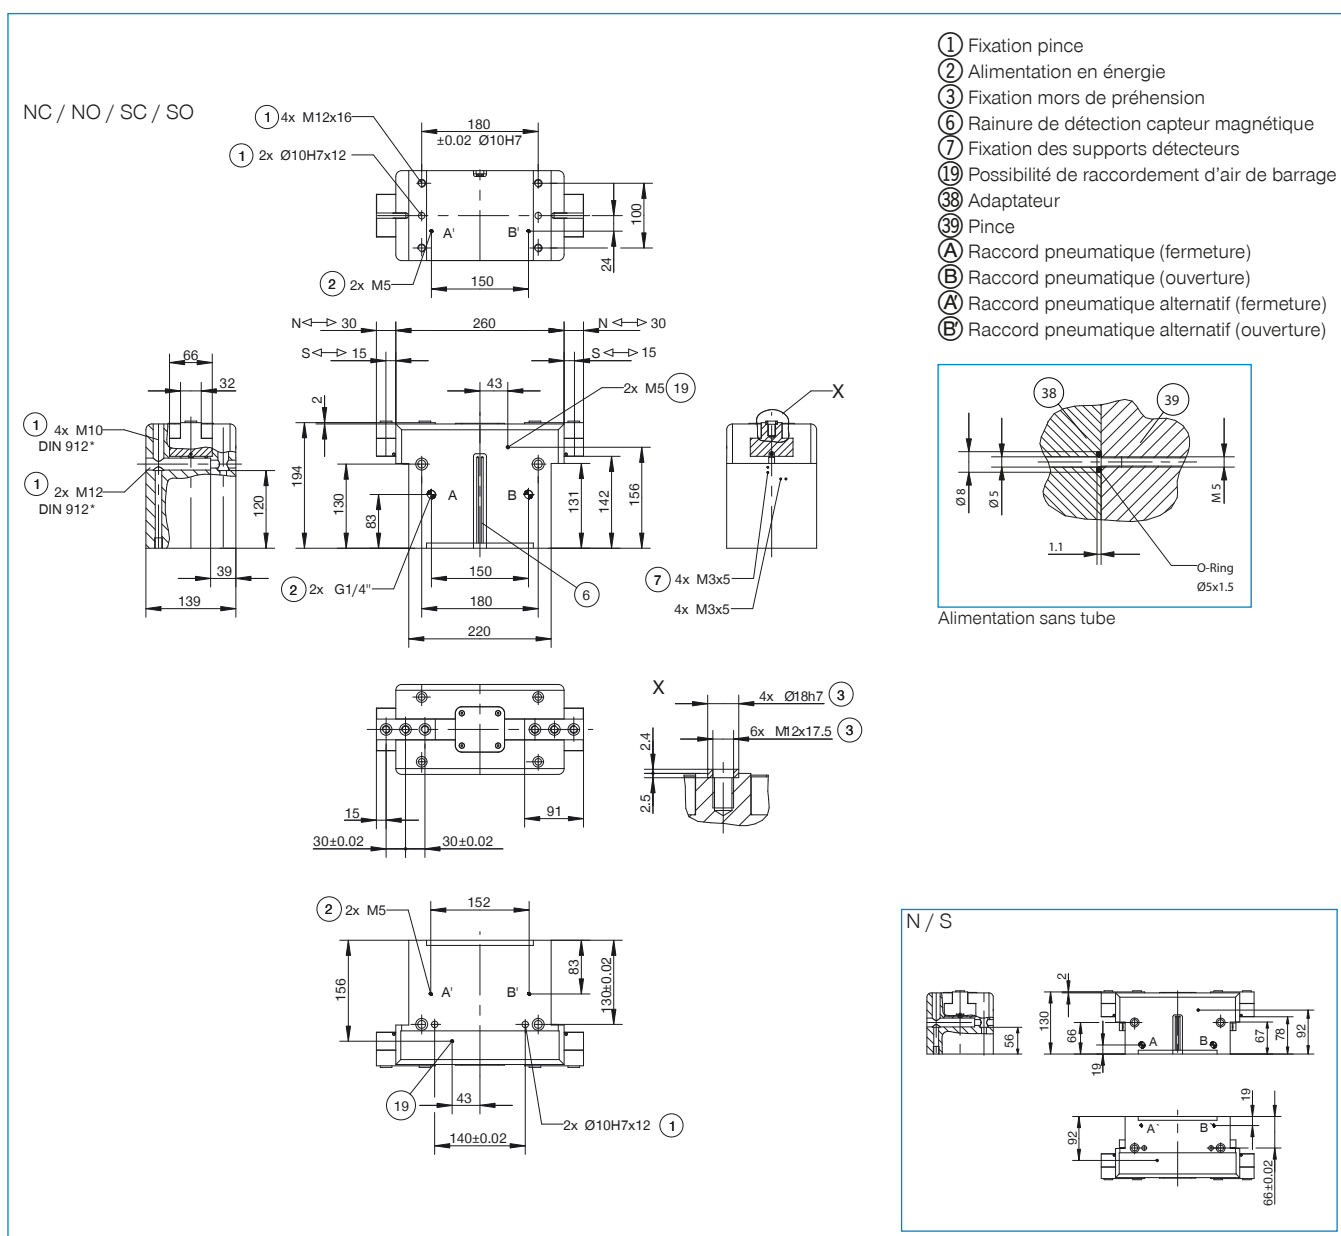 NC / NO / SC / SO
1 4x M12x16
1 2x Ø10H7x12
180
±0.02 Ø10H7
100
24
A' B'
2 2x M5
150
1 Fixation pince
2 Alimentation en énergie
3 Fixation mors de préhension
6 Rainure de détection capteur magnétique
7 Fixation des supports détecteurs
19 Possibilité de raccordement d'air de barrage
38 Adaptateur
39 Pince
A Raccord pneumatique (fermeture)
B Raccord pneumatique (ouverture)
A' Raccord pneumatique alternatif (fermeture)
B' Raccord pneumatique alternatif (ouverture)
66
32
1 4x M10
DIN 912*
1 2x M12
DIN 912*
120
39
139
N 30
260
N 30
S 15
S 15
43
2x M5 19
2
194
130
83
A B
131
142
156
2 2x G1/4"
150
6
180
220
X
7 4x M3x5
4x M3x5
38
39
Ø 8
Ø 5
M 5
1.1
O-Ring
Ø5x1.5
Alimentation sans tube
15
91
30±0.02
30±0.02
X
4x Ø18h7 3
6x M12x17.5 3
2.4
2.5
2 2x M5
152
156
A' B'
83
130±0.02
19
43
2x Ø10H7x12 1
140±0.02
N / S
56
2
130
66
19
A B
67
78
92
92
A` B`
19
66±0.02